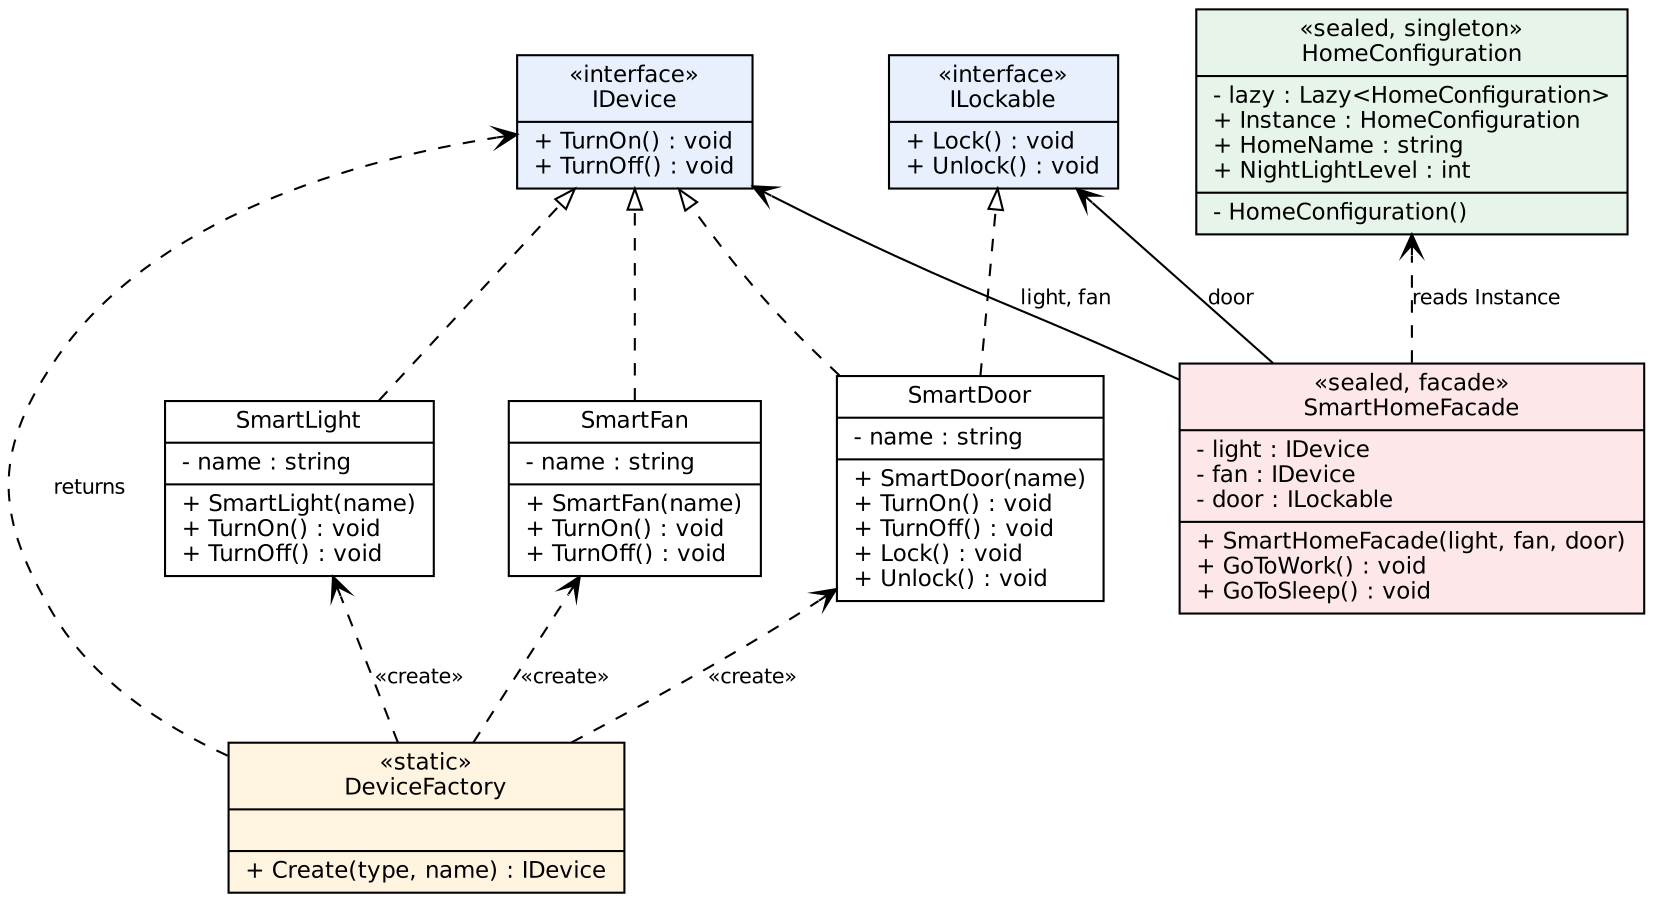 «sealed, singleton»
HomeConfiguration
- lazy : Lazy<HomeConfiguration>
+ Instance : HomeConfiguration
+ HomeName : string
+ NightLightLevel : int
- HomeConfiguration()
«interface»
IDevice
+ TurnOn() : void
+ TurnOff() : void
«interface»
ILockable
+ Lock() : void
+ Unlock() : void
light, fan
door
reads Instance
SmartLight
- name : string
+ SmartLight(name)
+ TurnOn() : void
+ TurnOff() : void
SmartFan
- name : string
+ SmartFan(name)
+ TurnOn() : void
+ TurnOff() : void
SmartDoor
- name : string
+ SmartDoor(name)
+ TurnOn() : void
+ TurnOff() : void
+ Lock() : void
+ Unlock() : void
«sealed, facade»
SmartHomeFacade
- light : IDevice
- fan : IDevice
- door : ILockable
+ SmartHomeFacade(light, fan, door)
+ GoToWork() : void
+ GoToSleep() : void
returns
«create»
«create»
«create»
«static»
DeviceFactory
+ Create(type, name) : IDevice